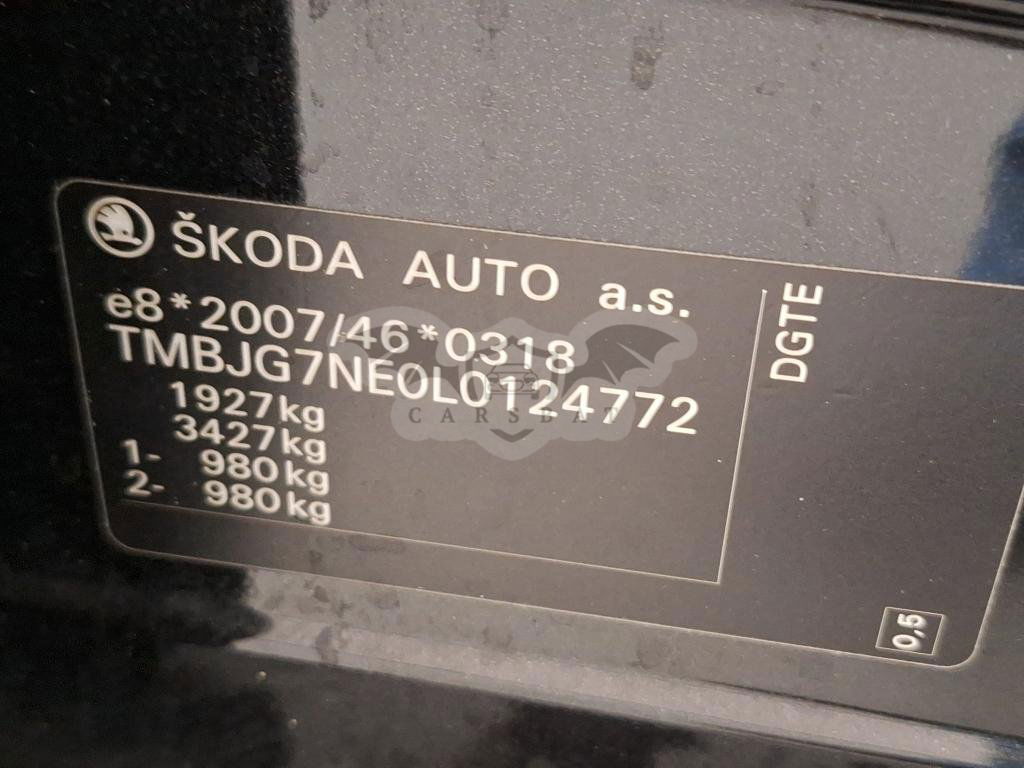 ŠKODA AUTO a.s.
e8*2007/46*0318
TMBJG7NE0L0124772
1927kg
3427kg
1- 980kg
2- 980kg
DGTE
0,5
CARSBAT